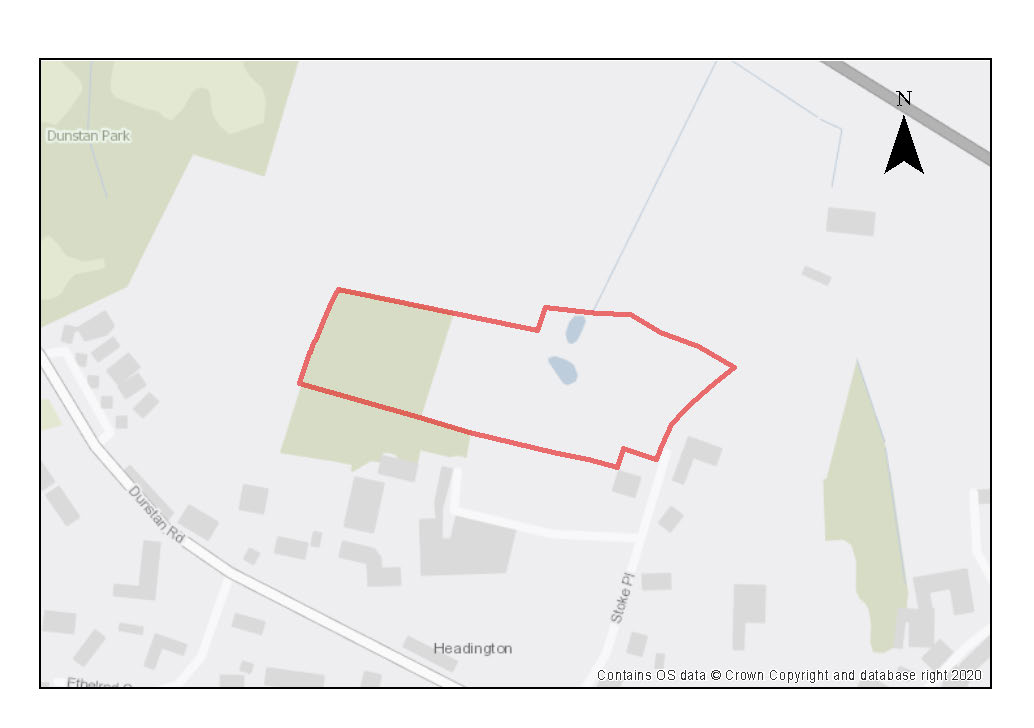 N
Dunstan Park
Dunstan Rd
Stoke Pl
Headington
Contains OS data © Crown Copyright and database right 2020